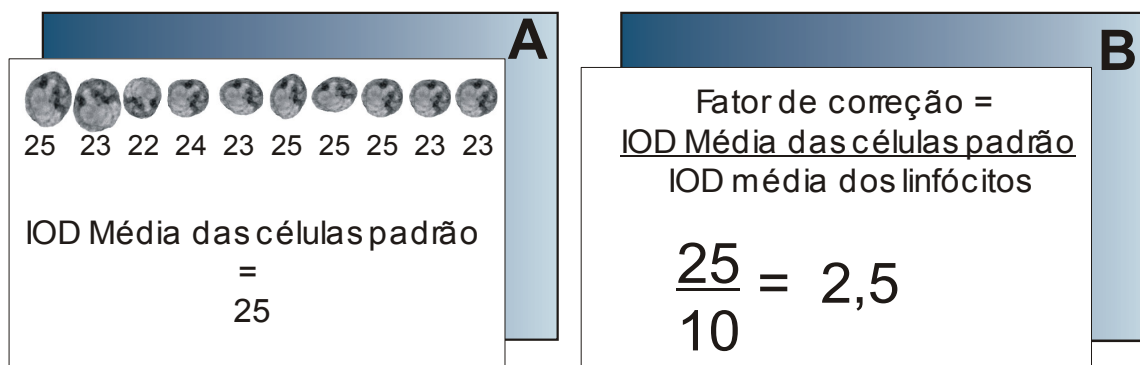 A
25 23 22 24 23 25 25 25 23 23
IOD Média das células padrão
=
25
B
Fator de correção =
IOD Média das células padrão
IOD média dos linfócitos
25
10
= 2,5